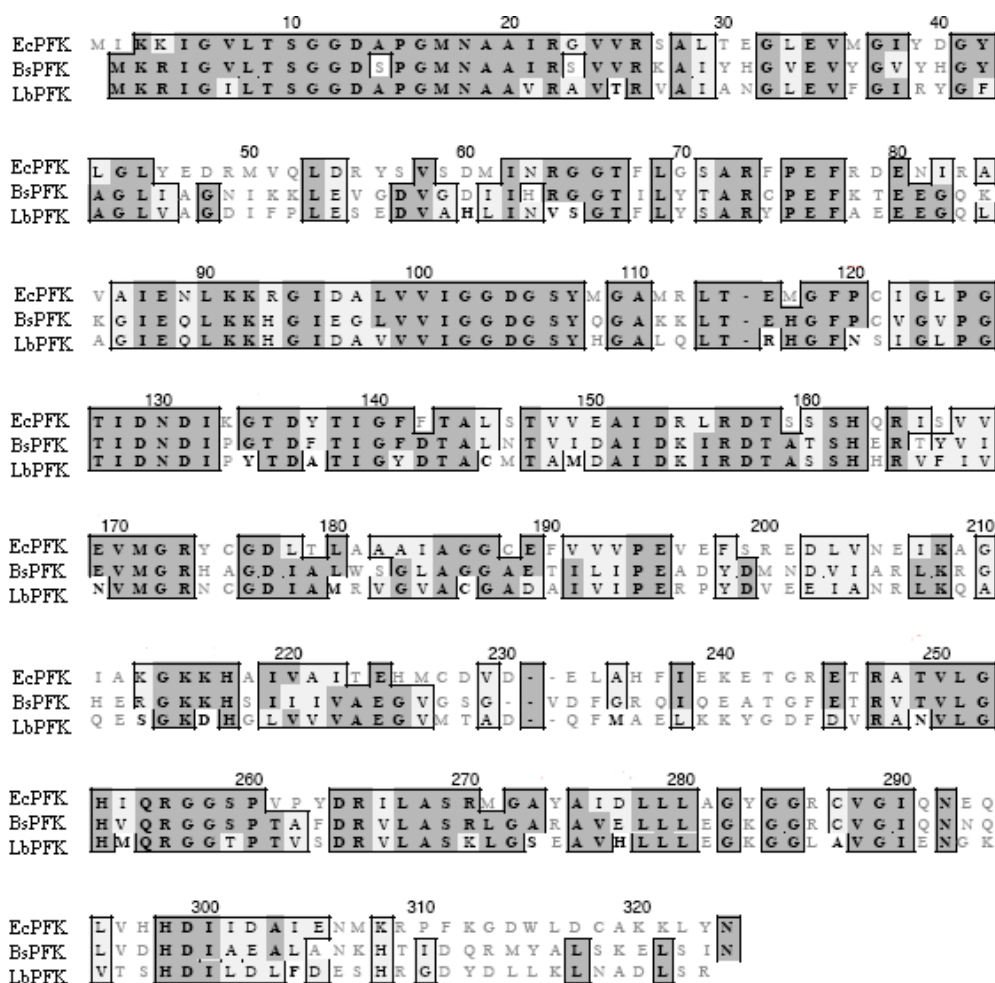 10 20 30 40
EcPFK M I K K I G V L T S G G D A P G M N A A I R G V V R S A L T E G L E V M G I Y D G Y
BsPFK M K R I G V L T S G G D S P G M N A A I R S V V R K A I Y H G V E V Y G V Y H G Y
LbPFK M K R I G I L T S G G D A P G M N A A V R A V T R V A I A N G L E V F G I R Y G F
50 60 70 80
EcPFK L G L Y E D R M V Q L D R Y S V S D M I N R G G T F L G S A R F P E F R D E N I R A
BsPFK A G L I A G N I K K L E V G D V G D I I H R G G T I L Y T A R C P E F K T E E G Q K
LbPFK A G L V A G D I F P L E S E D V A H L I N V S G T F L Y S A R Y P E F A E E E G Q L
90 100 110 120
EcPFK V A I E N L K K R G I D A L V V I G G D G S Y M G A M R L T - E M G F P C I G L P G
BsPFK K G I E Q L K K H G I E G L V V I G G D G S Y Q G A K K L T - E H G F P C V G V P G
LbPFK A G I E Q L K K H G I D A V V V I G G D G S Y H G A L Q L T - R H G F N S I G L P G
130 140 150 160
EcPFK T I D N D I K G T D Y T I G F F T A L S T V V E A I D R L R D T S S S H Q R I S V V
BsPFK T I D N D I P G T D F T I G F D T A L N T V I D A I D K I R D T A T S H E R T Y V I
LbPFK T I D N D I P Y T D A T I G Y D T A C M T A M D A I D K I R D T A S S H H R V F I V
170 180 190 200 210
EcPFK E V M G R Y C G D L T L A A A I A G G C E F V V V P E V E F S R E D L V N E I K A G
BsPFK E V M G R H A G D I A L W S G L A G G A E T I L I P E A D Y D M N D V I A R L K R G
LbPFK N V M G R N C G D I A M R V G V A C G A D A I V I P E R P Y D V E E I A N R L K Q A
220 230 240 250
EcPFK I A K G K K H A I V A I T E H M C D V D - - E L A H F I E K E T G R E T R A T V L G
BsPFK H E R G K K H S I I I V A E G V G S G - - V D F G R Q I Q E A T G F E T R V T V L G
LbPFK Q E S G K D H G L V V V A E G V M T A D - - Q F M A E L K K Y G D F D V R A N V L G
260 270 280 290
EcPFK H I Q R G G S P V P Y D R I L A S R M G A Y A I D L L L A G Y G G R C V G I Q N E Q
BsPFK H V Q R G G S P T A F D R V L A S R L G A R A V E L L L E G K G G R C V G I Q N N Q
LbPFK H M Q R G G T P T V S D R V L A S K L G S E A V H L L L E G K G G L A V G I E N G K
300 310 320
EcPFK L V H H D I I D A I E N M K R P F K G D W L D C A K K L Y N
BsPFK L V D H D I A E A L A N K H T I D Q R M Y A L S K E L S I N
LbPFK V T S H D I L D L F D E S H R G D Y D L L K L N A D L S R